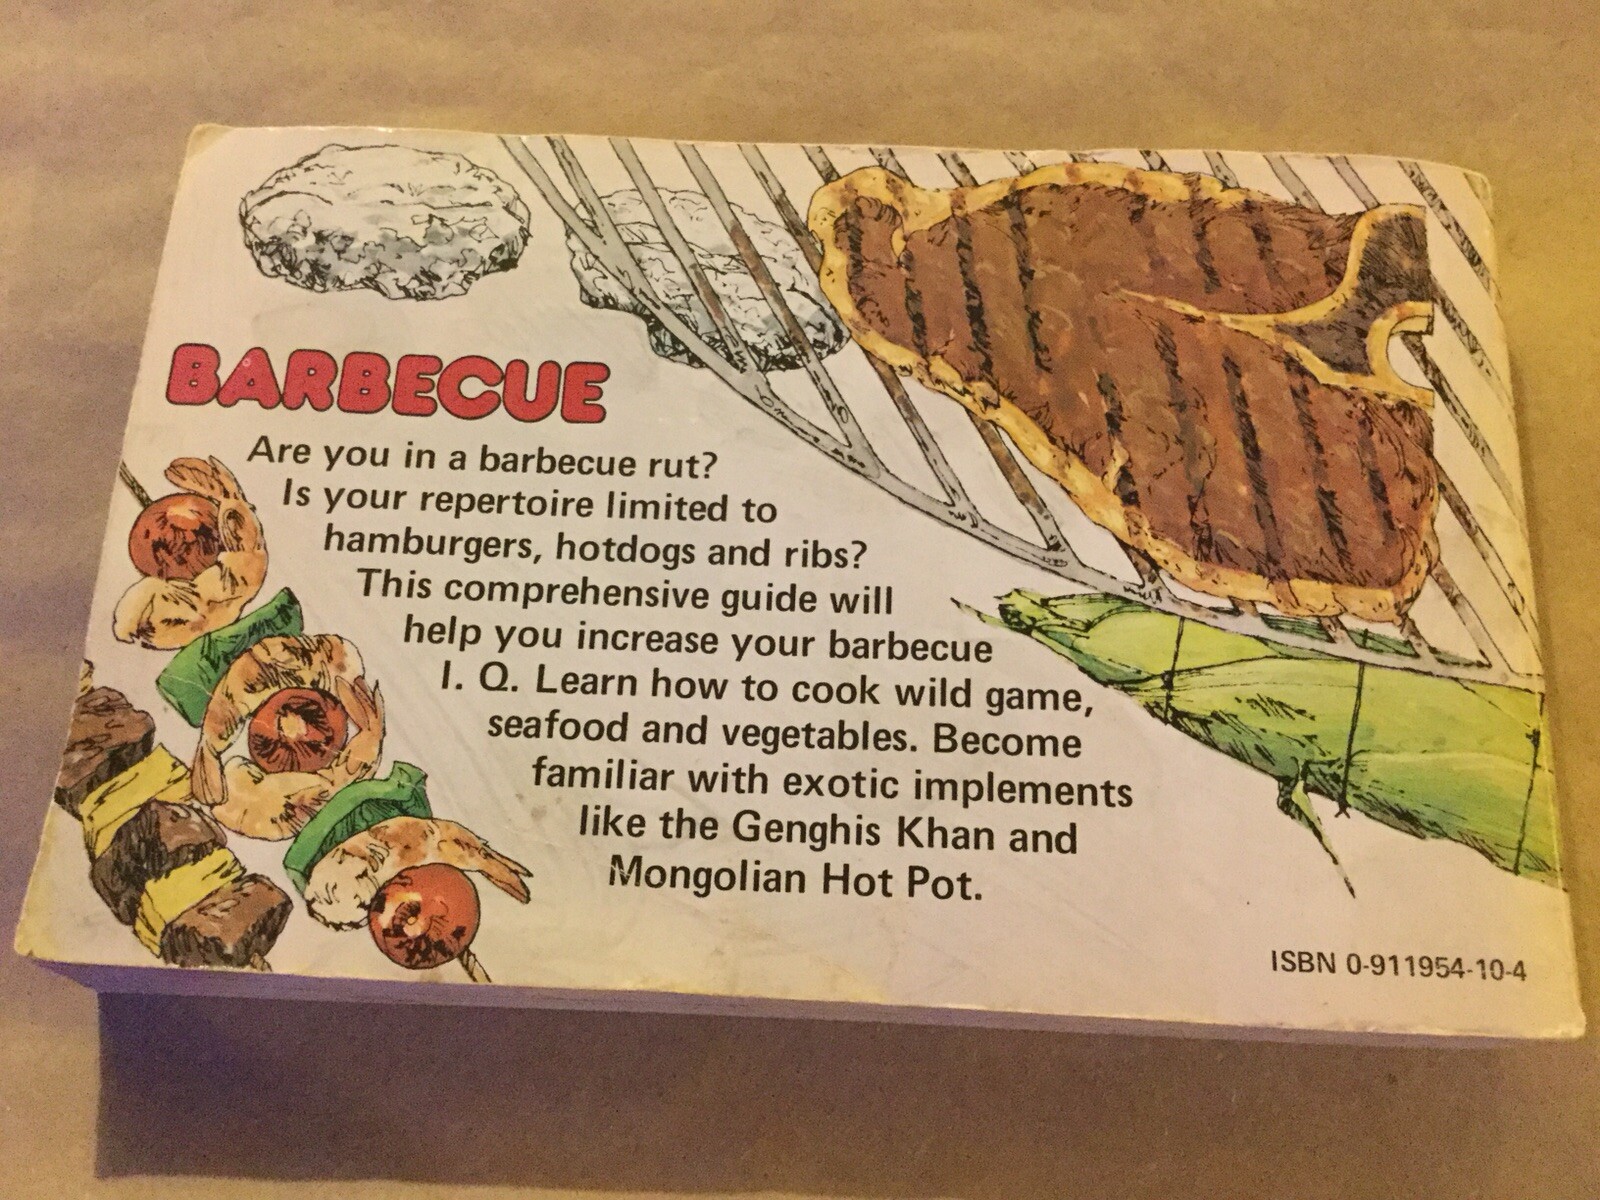 BARBECUE
Are you in a barbecue rut?
Is your repertoire limited to
hamburgers, hotdogs and ribs?
This comprehensive guide will
help you increase your barbecue
I. Q. Learn how to cook wild game,
seafood and vegetables. Become
familiar with exotic implements
like the Genghis Khan and
Mongolian Hot Pot.
ISBN 0-911954-10-4